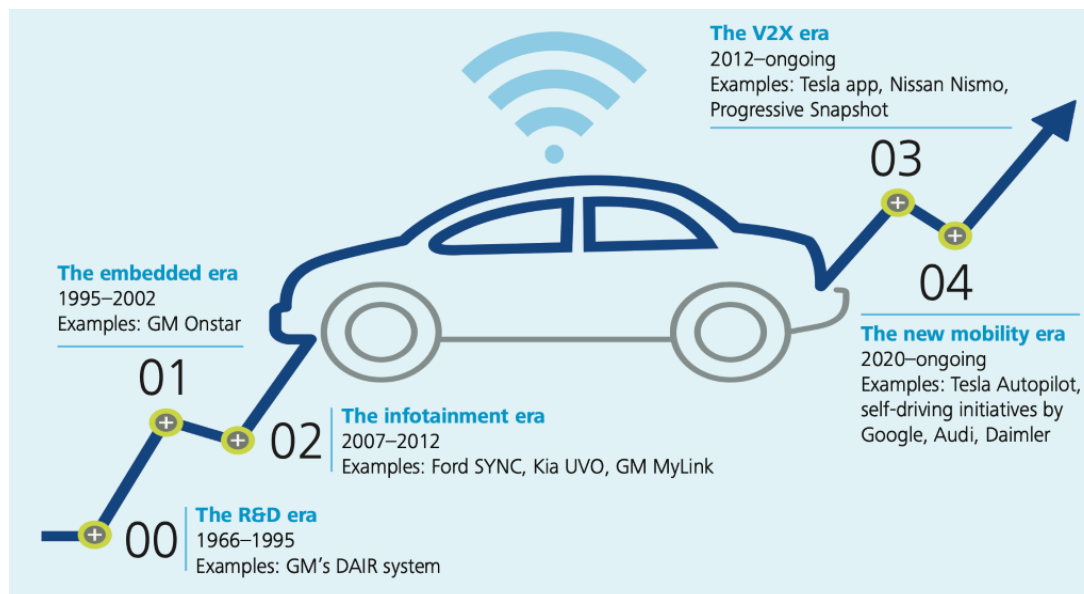 The V2X era
2012–ongoing
Examples: Tesla app, Nissan Nismo,
Progressive Snapshot
03
04
The new mobility era
2020–ongoing
Examples: Tesla Autopilot,
self-driving initiatives by
Google, Audi, Daimler
The embedded era
1995–2002
Examples: GM Onstar
01
02
The infotainment era
2007–2012
Examples: Ford SYNC, Kia UVO, GM MyLink
00
The R&D era
1966–1995
Examples: GM’s DAIR system